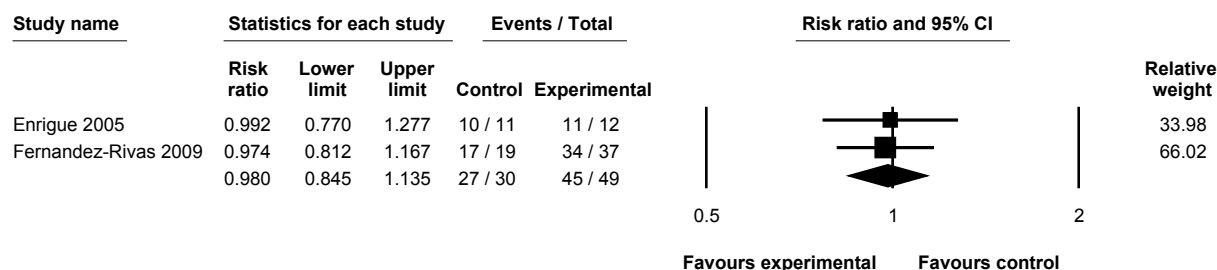 Study name Statistics for each study Events / Total Risk ratio and 95% CI
Risk ratio Lower limit Upper limit Control Experimental Relative weight
Enrigue 2005 0.992 0.770 1.277 10 / 11 11 / 12 33.98
Fernandez-Rivas 2009 0.974 0.812 1.167 17 / 19 34 / 37 66.02
0.980 0.845 1.135 27 / 30 45 / 49
0.5 1 2
Favours experimental Favours control